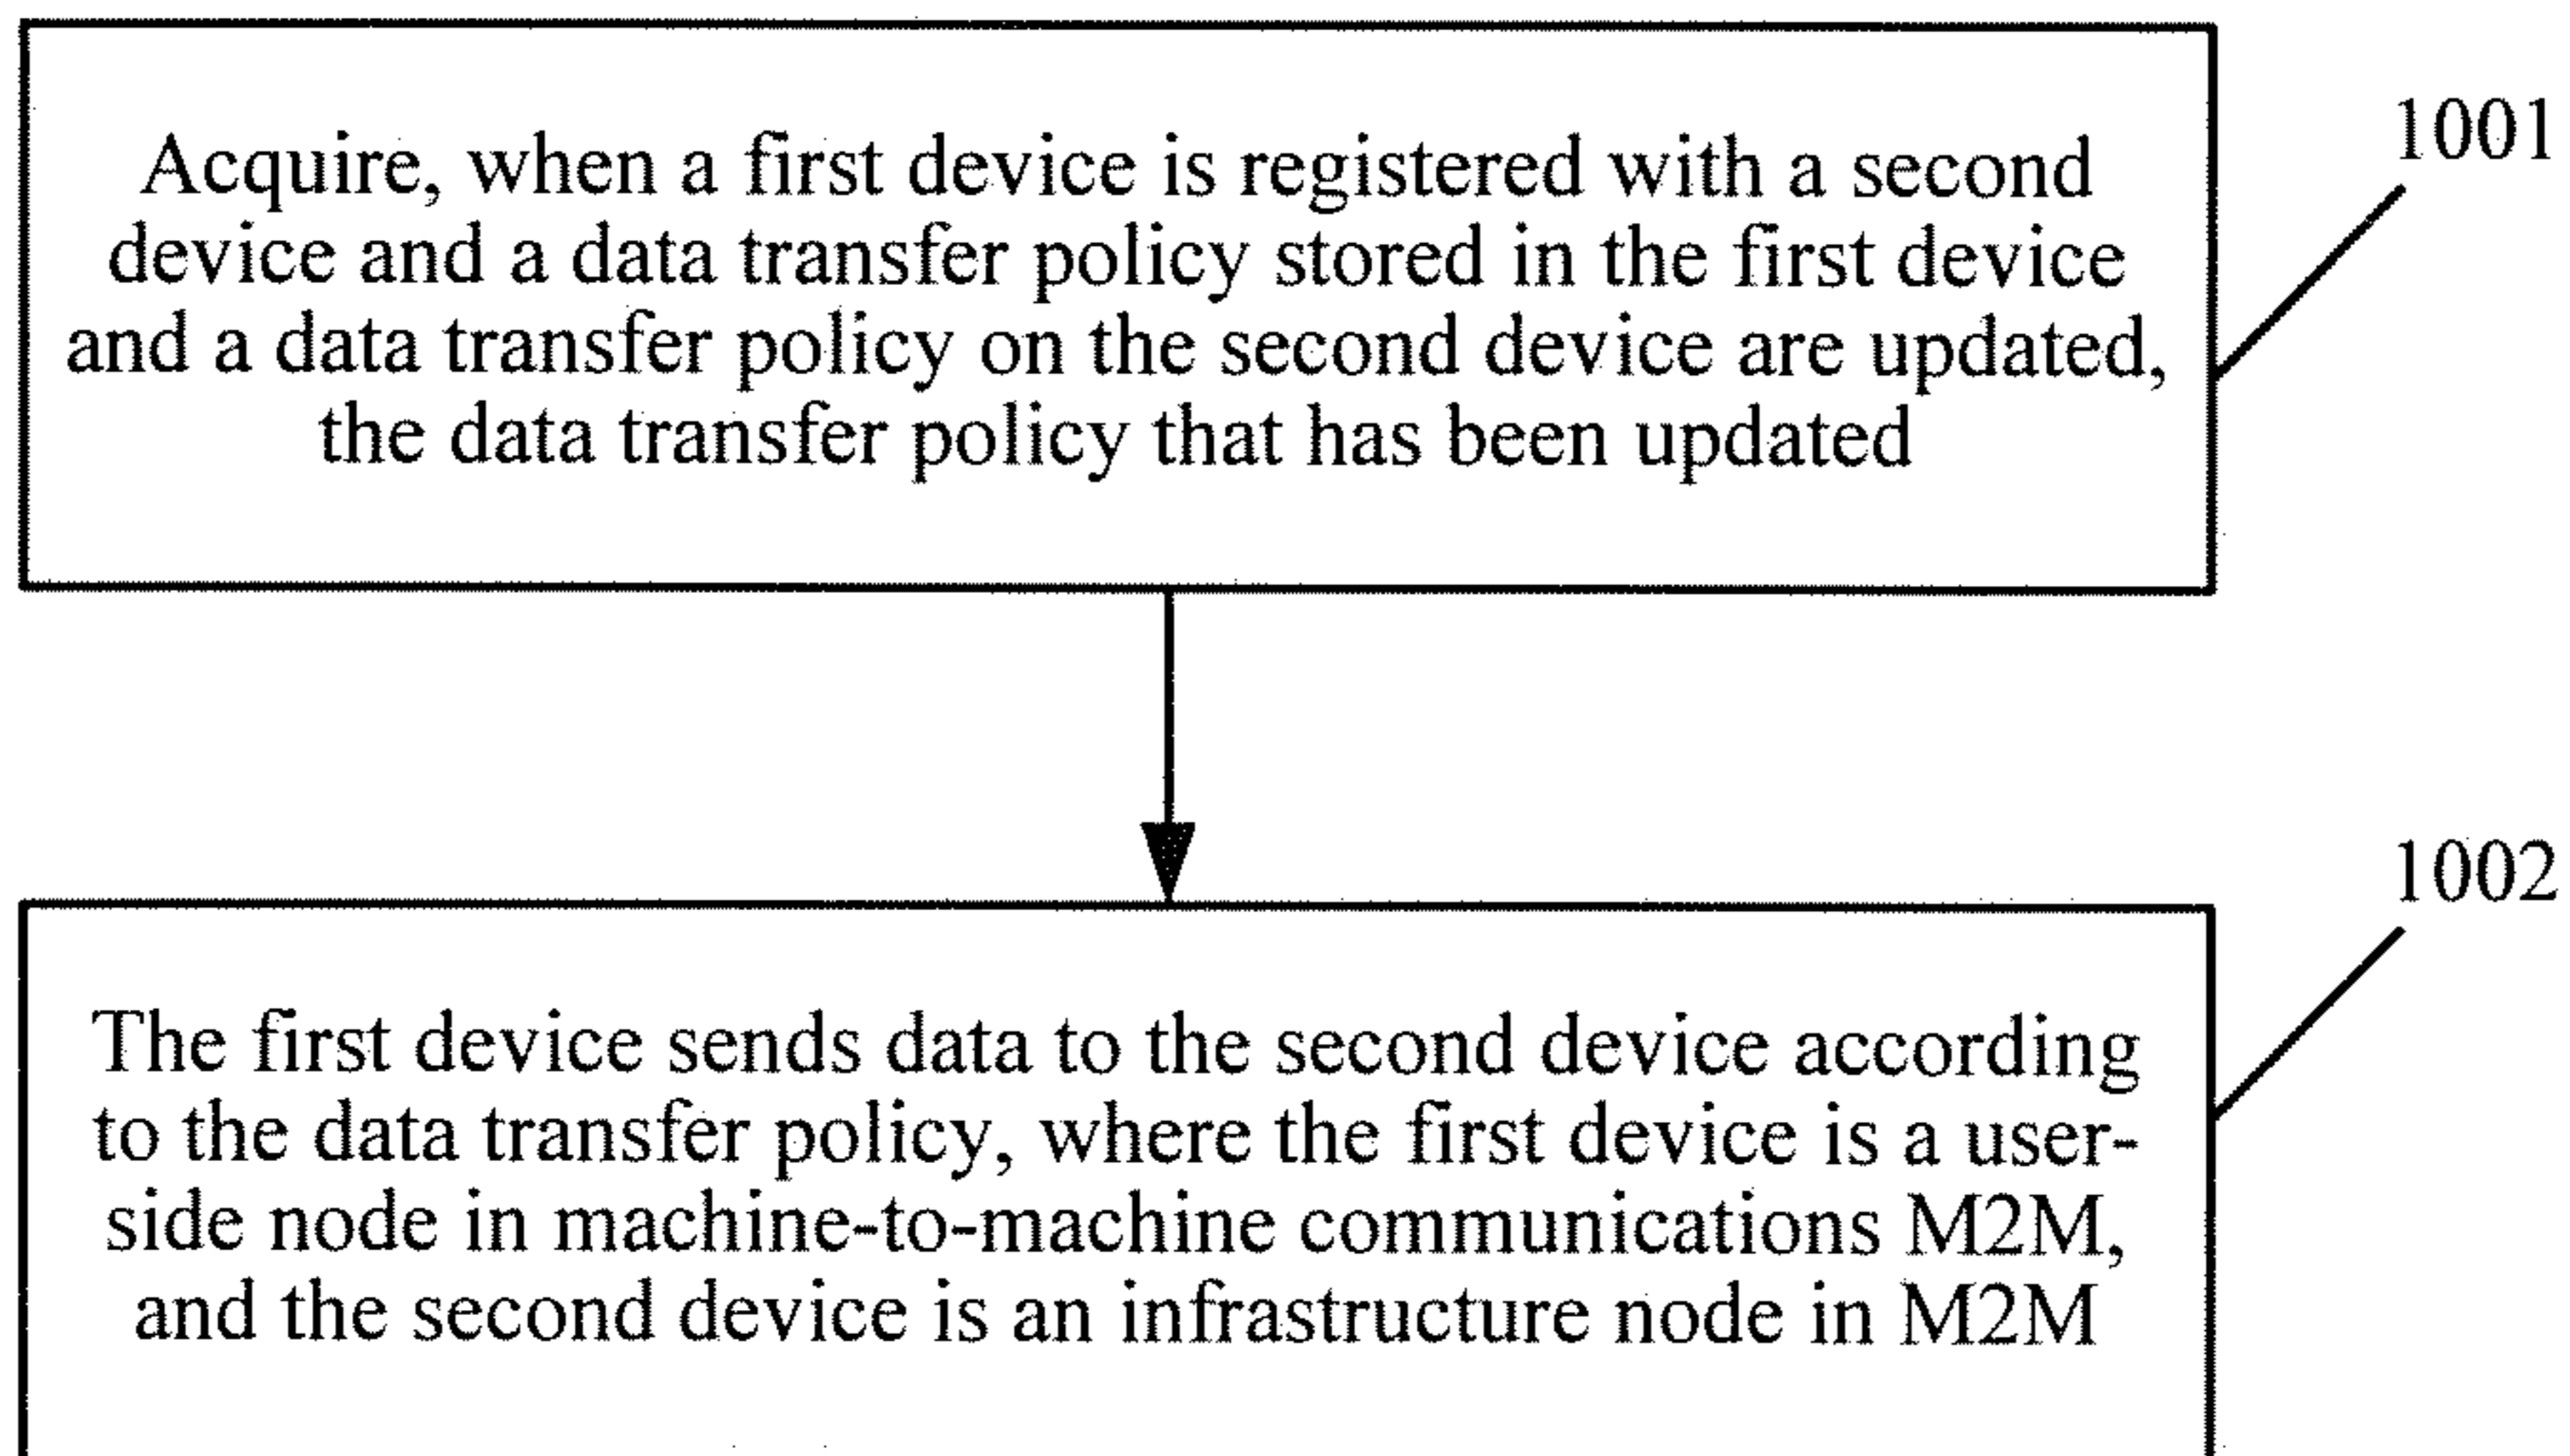 Acquire, when a first device is registered with a second
device and a data transfer policy stored in the first device
and a data transfer policy on the second device are updated,
the data transfer policy that has been updated
1001
The first device sends data to the second device according
to the data transfer policy, where the first device is a user-
side node in machine-to-machine communications M2M,
and the second device is an infrastructure node in M2M
1002